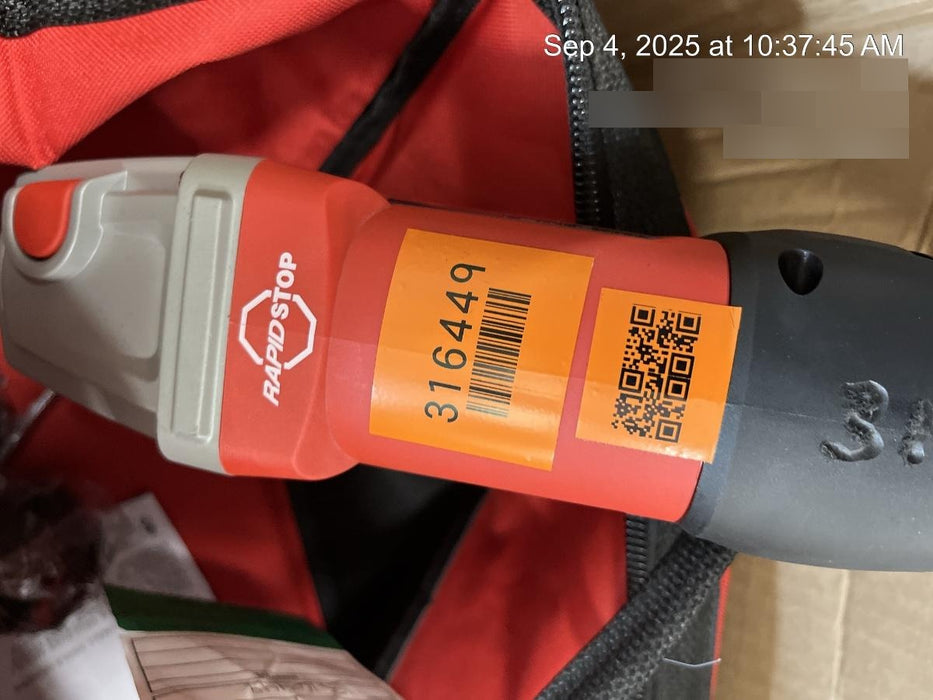 Sep 4, 2025 at 10:37:45 AM
RAPIDSTOP
316449